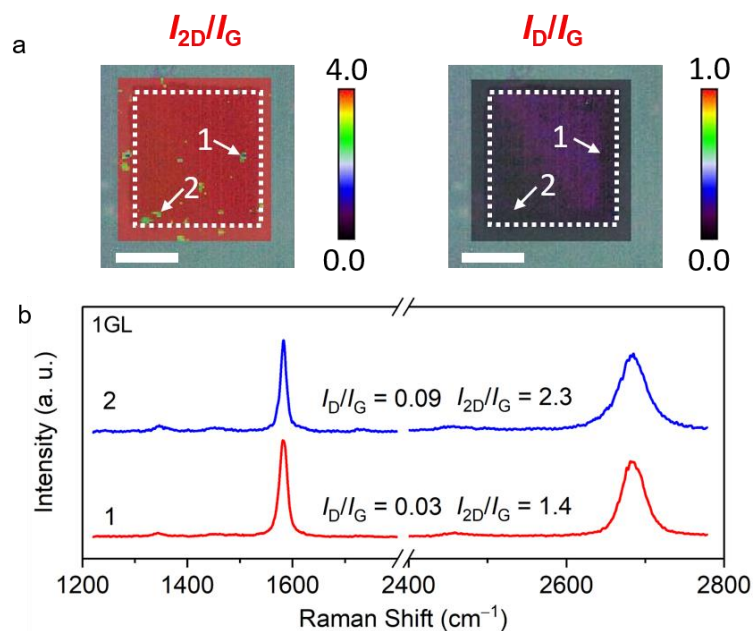 I2D/IG
ID/IG
a
4.0
1
2
0.0
1.0
1
2
0.0
b
1GL
2
ID/IG = 0.09 I2D/IG = 2.3
1
ID/IG = 0.03 I2D/IG = 1.4
Intensity (a. u.)
1200 1600 2400 2600 2800
Raman Shift (cm⁻¹)